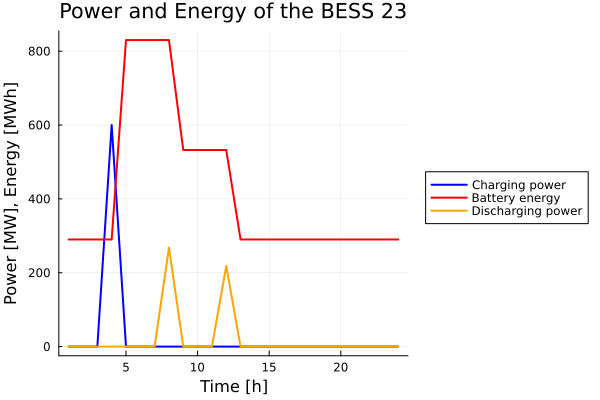 Power and Energy of the BESS 23
Power [MW], Energy [MWh]
800
600
400
200
0
5 10 15 20
Time [h]
Charging power
Battery energy
Discharging power